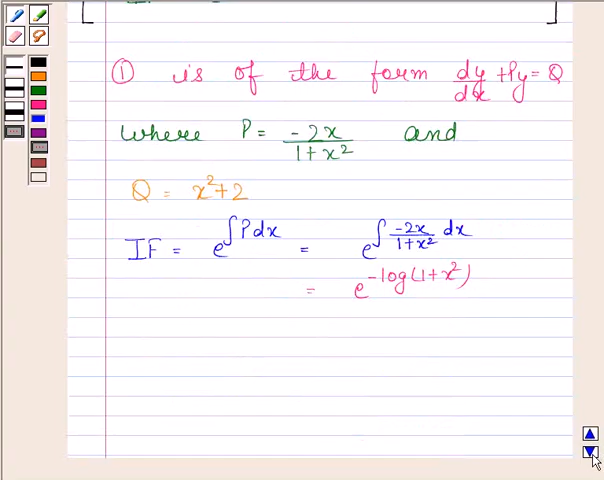 ① is of the form dy/dx + Py = Q
where P = -2x/1+x² and
Q = x²+2
IF = e^∫Pdx = e^∫-2x/1+x² dx
= e^-log(1+x²)